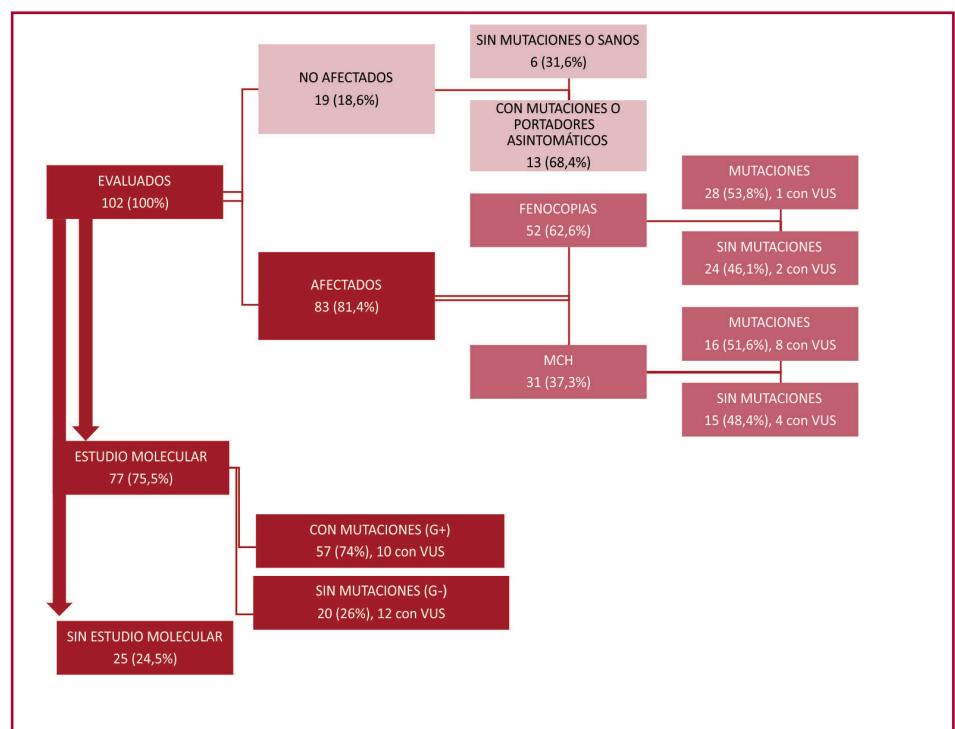 SIN MUTACIONES O SANOS
6 (31,6%)
NO AFECTADOS
19 (18,6%)
CON MUTACIONES O
PORTADORES
ASINTOMÁTICOS
13 (68,4%)
EVALUADOS
102 (100%)
MUTACIONES
28 (53,8%), 1 con VUS
FENOCOPIAS
52 (62,6%)
SIN MUTACIONES
24 (46,1%), 2 con VUS
AFECTADOS
83 (81,4%)
MUTACIONES
16 (51,6%), 8 con VUS
MCH
31 (37,3%)
SIN MUTACIONES
15 (48,4%), 4 con VUS
ESTUDIO MOLECULAR
77 (75,5%)
CON MUTACIONES (G+)
57 (74%), 10 con VUS
SIN MUTACIONES (G-)
20 (26%), 12 con VUS
SIN ESTUDIO MOLECULAR
25 (24,5%)